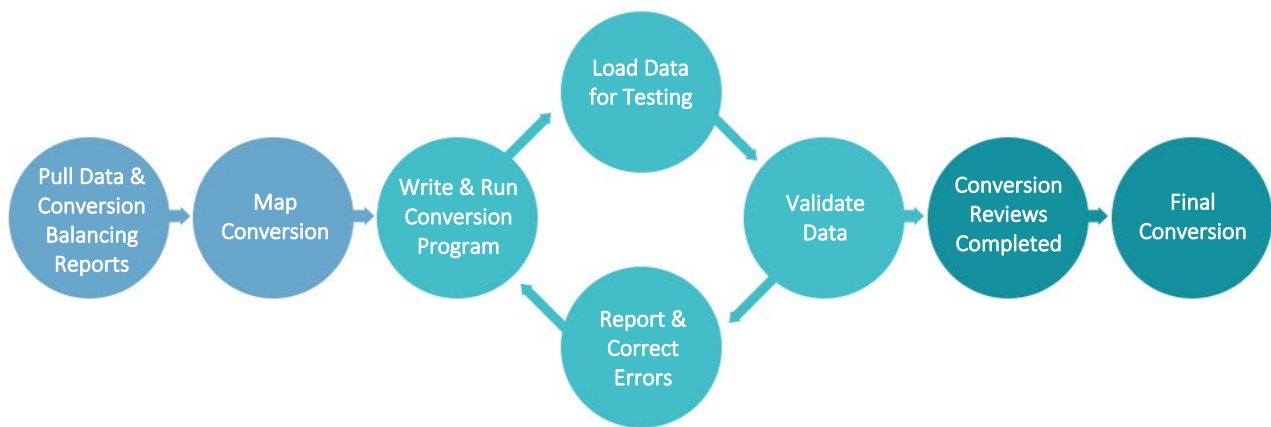 Pull Data &
Conversion
Balancing
Reports
Map
Conversion
Write & Run
Conversion
Program
Load Data
for Testing
Validate
Data
Report &
Correct
Errors
Conversion
Reviews
Completed
Final
Conversion